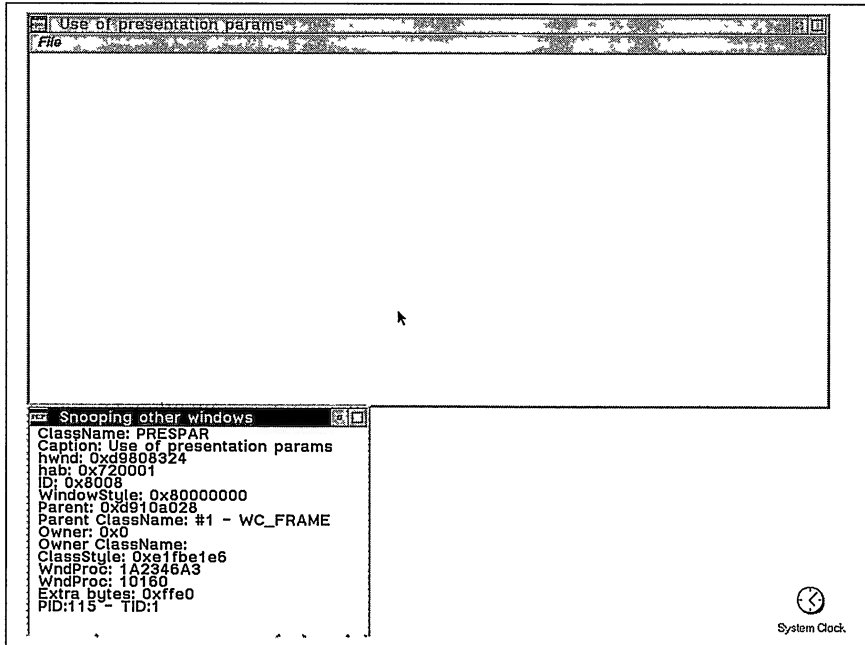 Use of presentation params
File
Snooping other windows
ClassName: PRESPAR
Caption: Use of presentation params
hwnd: 0xd9808324
hab: 0x720001
ID: 0x8008
WindowStyle: 0x80000000
Parent: 0xd910a028
Parent ClassName: #1 - WC_FRAME
Owner: 0x0
Owner ClassName:
ClassStyle: 0xe1fbe1e6
WndProc: 1A2346A3
WndProc: 10160
Extra bytes: 0xffe0
PID:115 - TID:1
System Clock